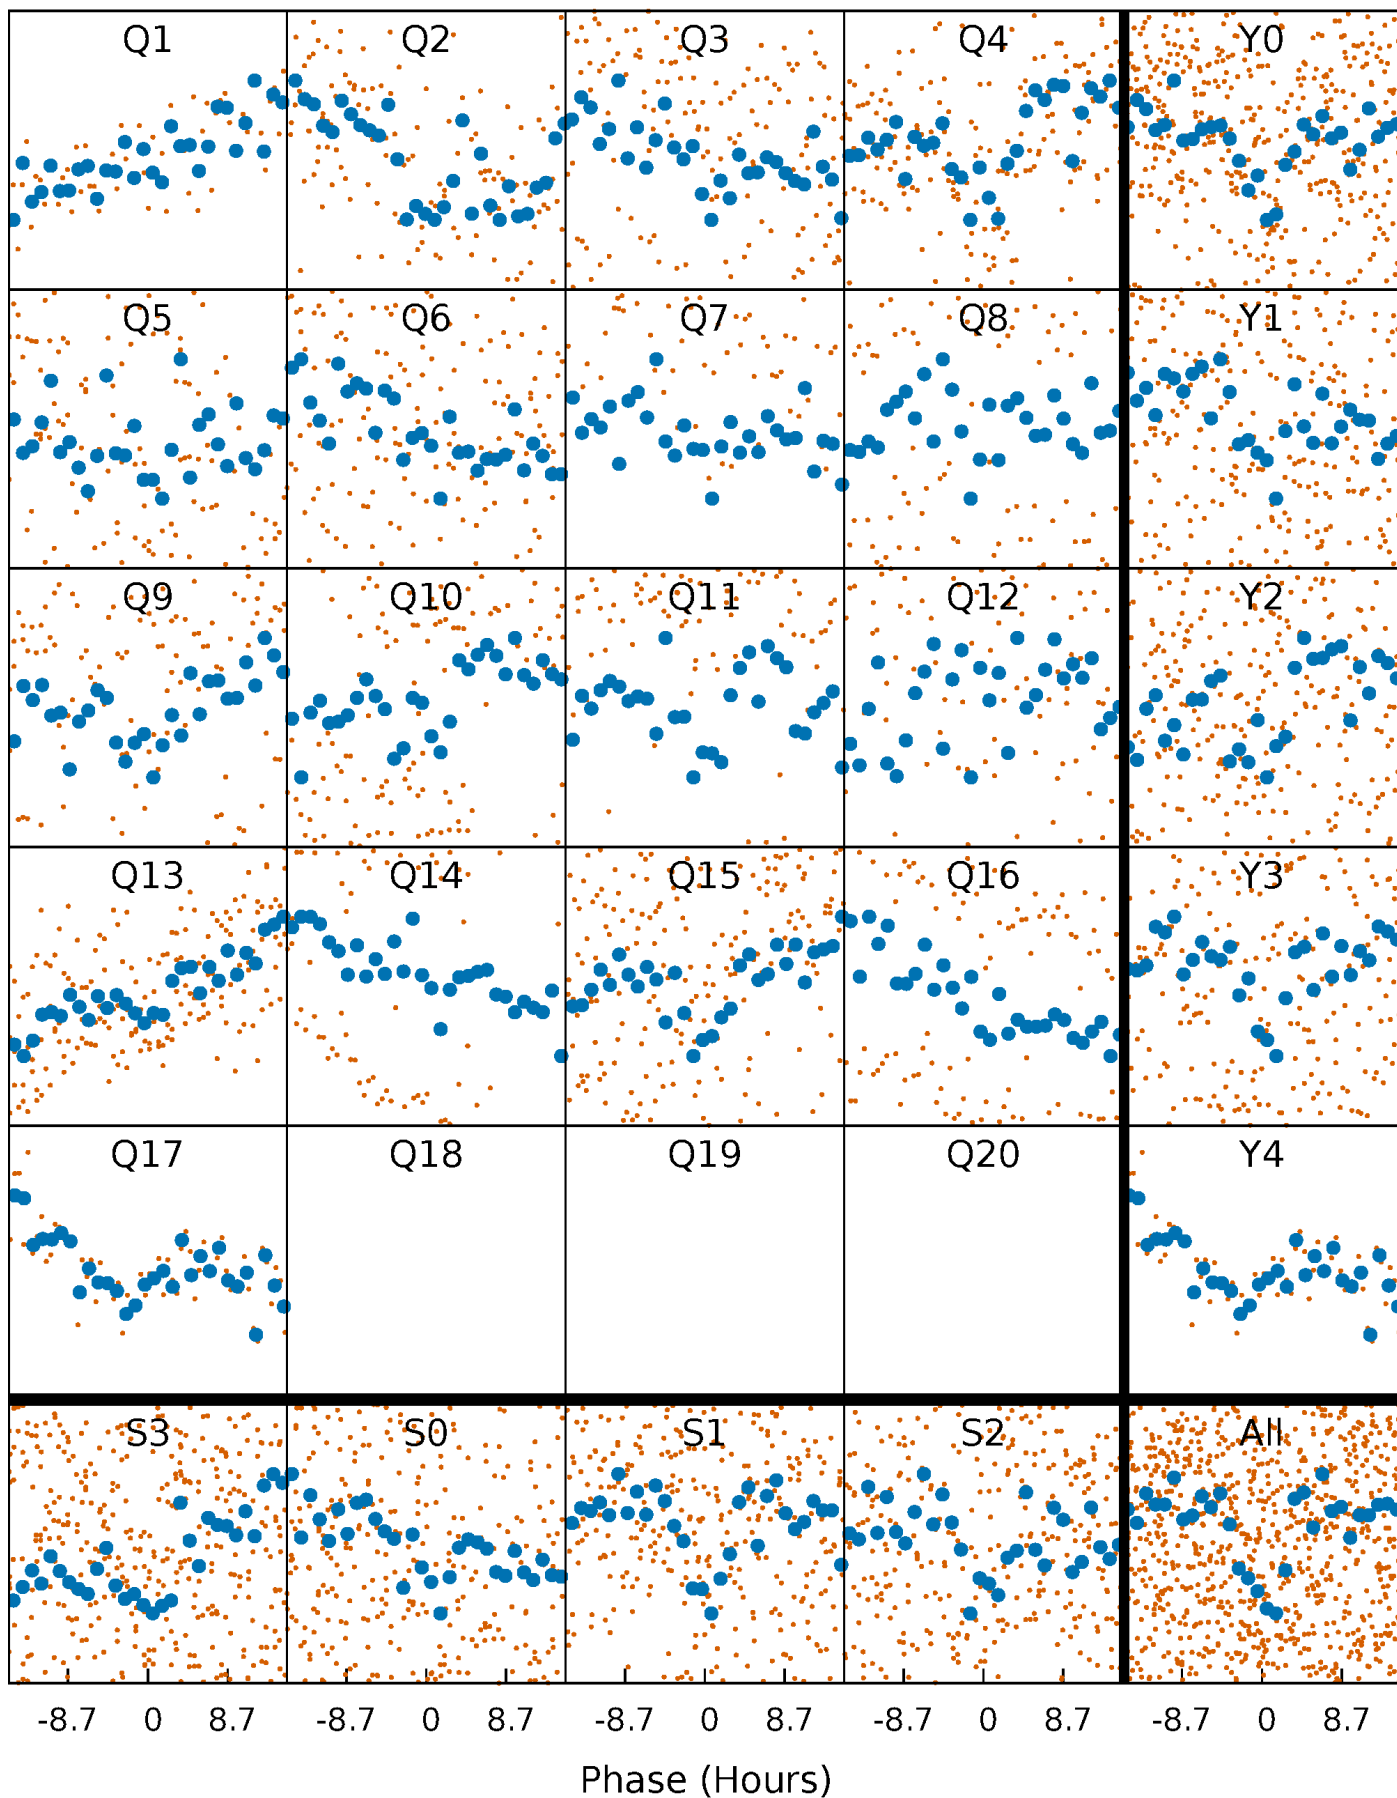 Q1 Q2 Q3 Q4 Y0
Q5 Q6 Q7 Q8 Y1
Q9 Q10 Q11 Q12 Y2
Q13 Q14 Q15 Q16 Y3
Q17 Q18 Q19 Q20 Y4
S3 S0 S1 S2 All
-8.7 0 8.7 -8.7 0 8.7 -8.7 0 8.7 -8.7 0 8.7 -8.7 0 8.7
Phase (Hours)